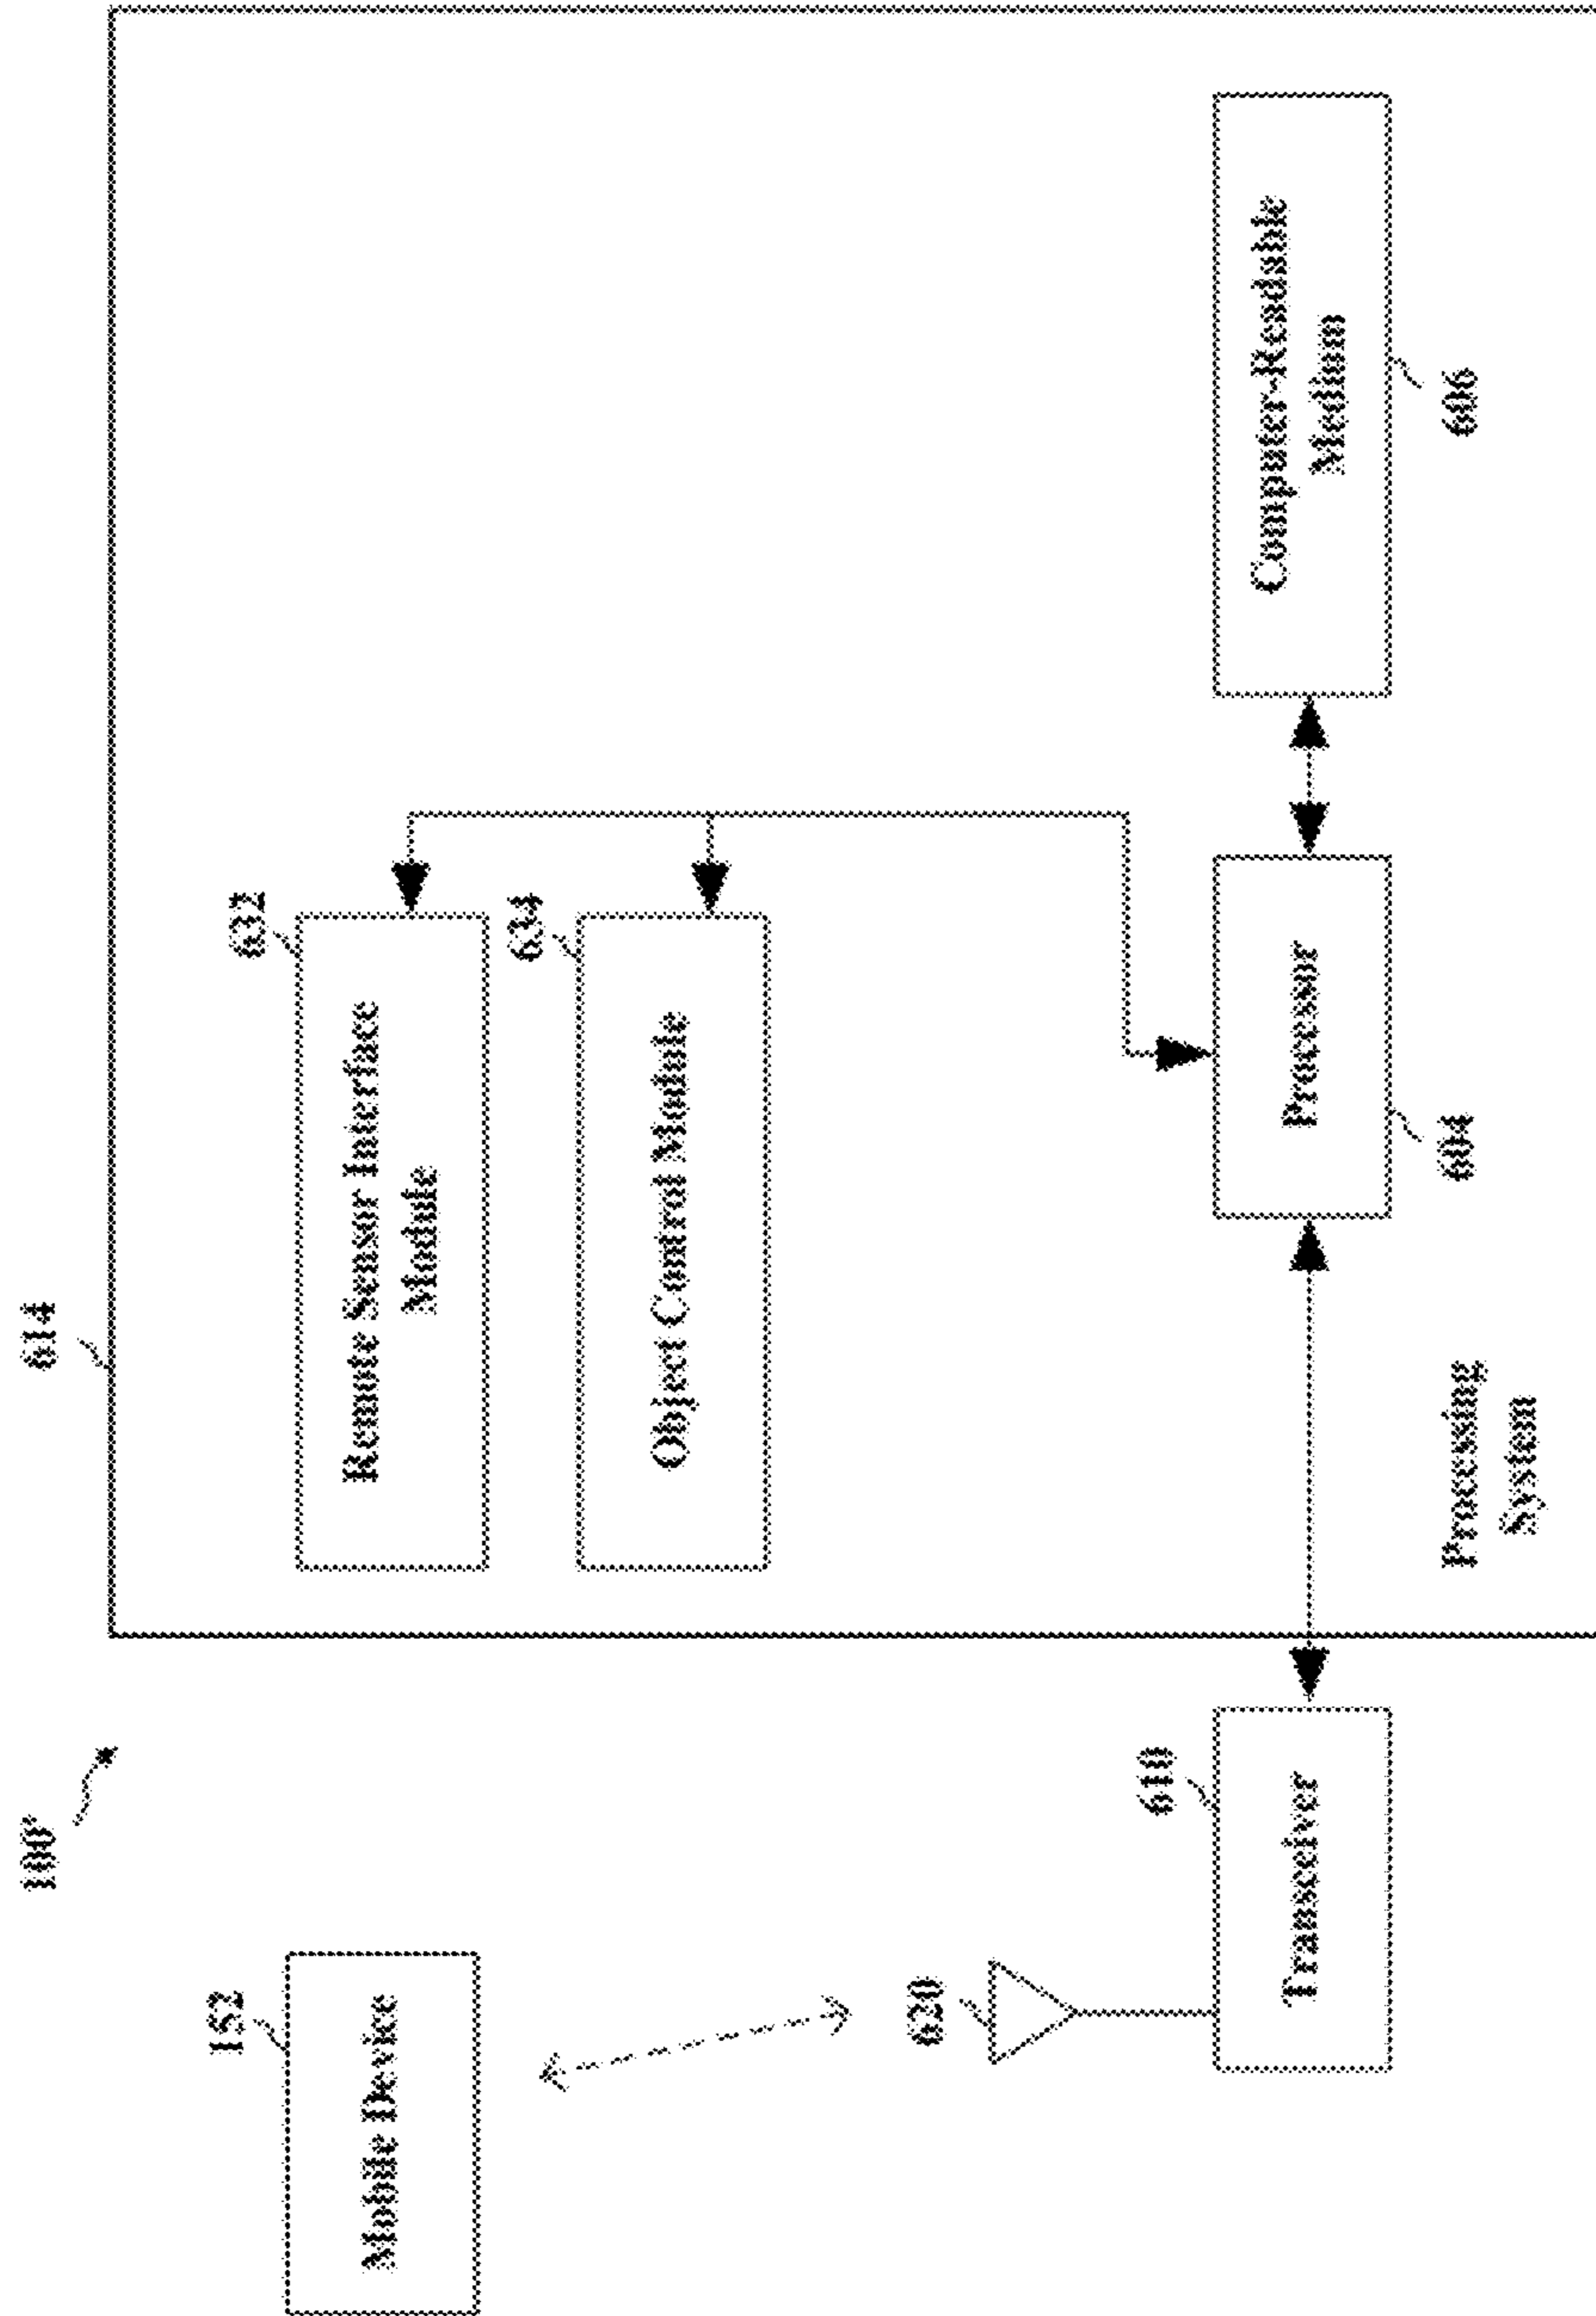 100'
614
152
Mobile Device
632
Remote Sensor Interface
Module
634
Object Control Module
620
610
Transceiver
Processor
604
Computer-Readable
Medium
606
Processing
System